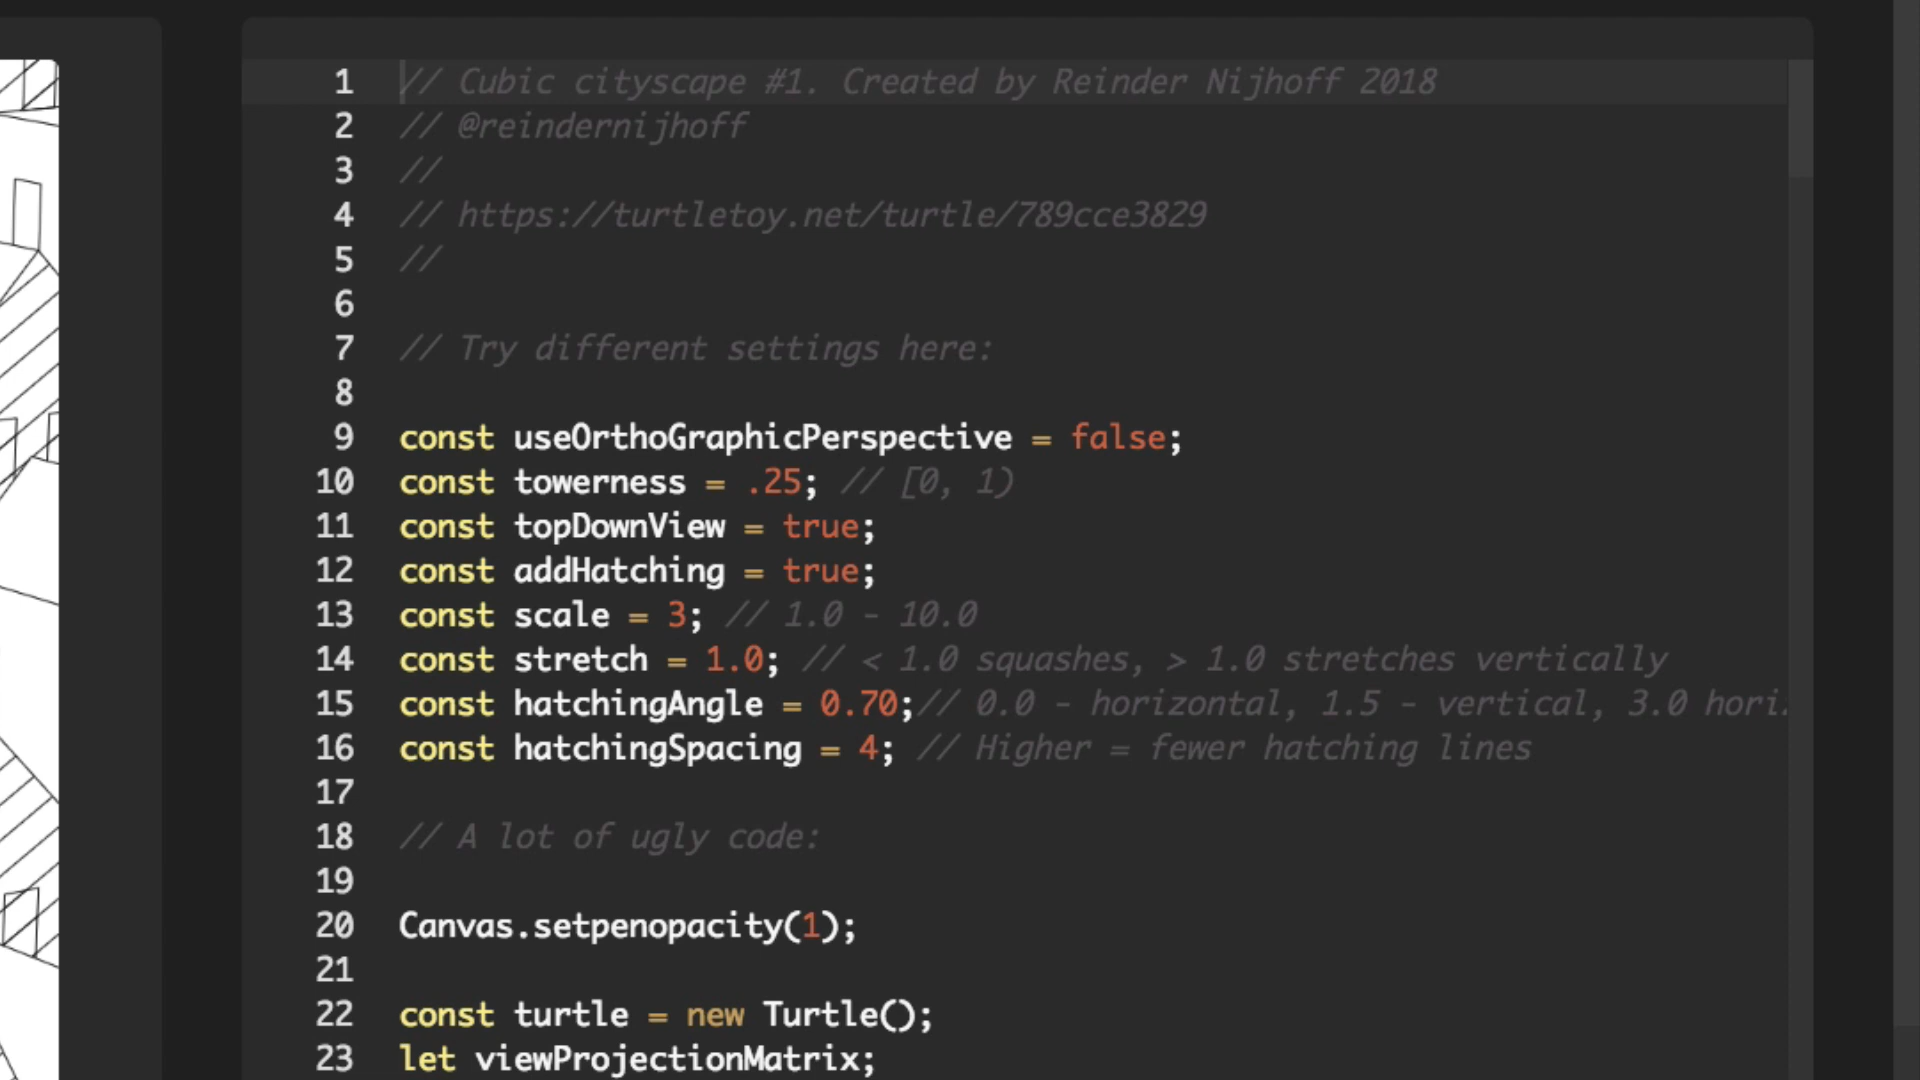 1 // Cubic cityscape #1. Created by Reinder Nijhoff 2018
2 // @reindernijhoff
3 //
4 // https://turtletoy.net/turtle/789cce3829
5 //
6
7 // Try different settings here:
8
9 const useOrthoGraphicPerspective = false;
10 const towerness = .25; // [0, 1)
11 const topDownView = true;
12 const addHatching = true;
13 const scale = 3; // 1.0 - 10.0
14 const stretch = 1.0; // < 1.0 squashes, > 1.0 stretches vertically
15 const hatchingAngle = 0.70;// 0.0 - horizontal, 1.5 - vertical, 3.0 hori
16 const hatchingSpacing = 4; // Higher = fewer hatching lines
17
18 // A lot of ugly code:
19
20 Canvas.setpenopacity(1);
21
22 const turtle = new Turtle();
23 let viewProjectionMatrix;